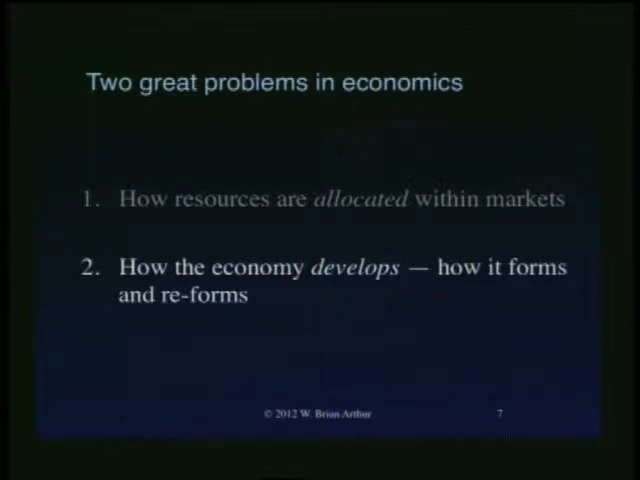 Two great problems in economics
1. How resources are allocated within markets
2. How the economy develops — how it forms
and re-forms
© 2012 W. Brian Arthur
7